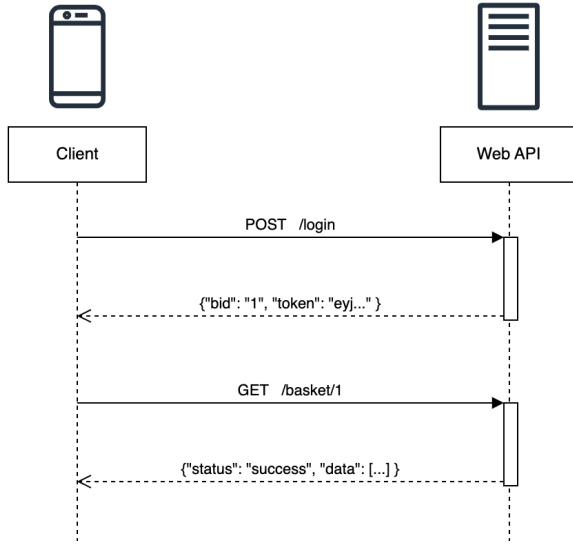 Client
Web API
POST /login
{"bid": "1", "token": "eyj..." }
GET /basket/1
{"status": "success", "data": [...] }